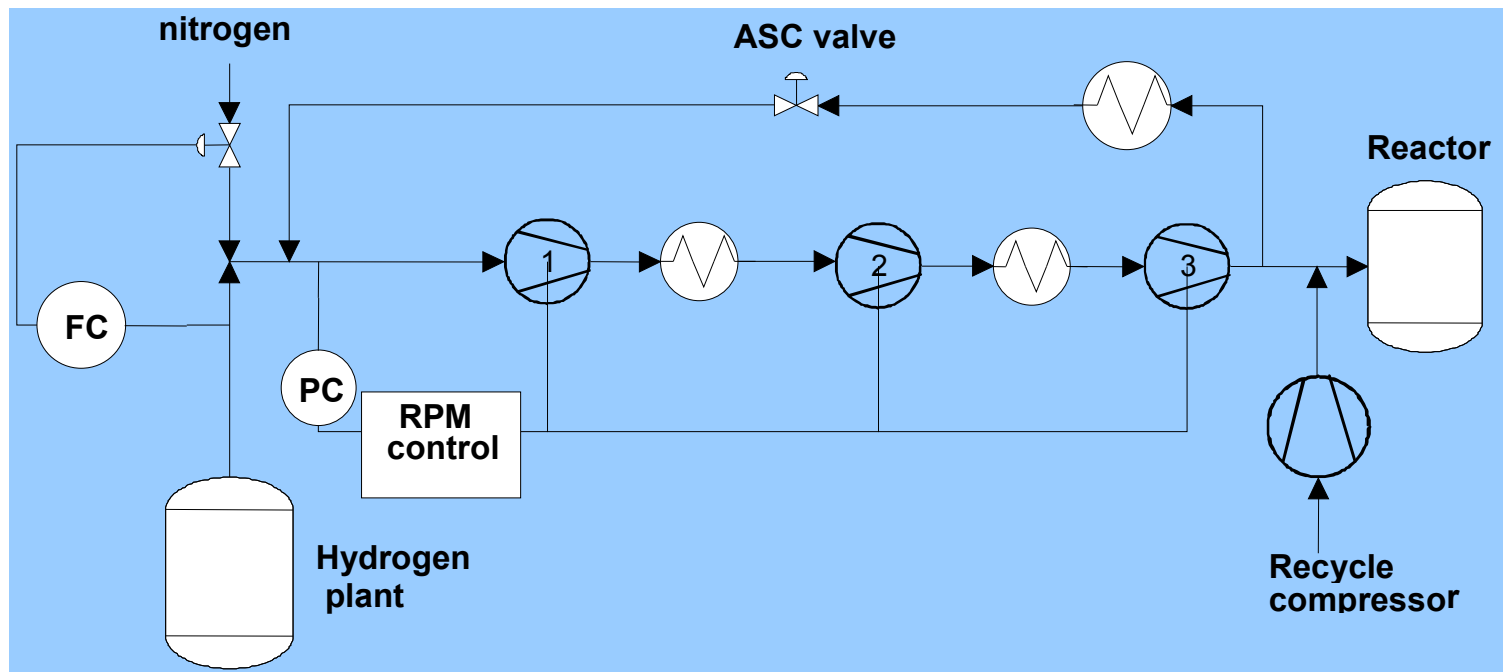 nitrogen
ASC valve
Reactor
1
2
3
FC
PC
RPM
control
Hydrogen
plant
Recycle
compressor